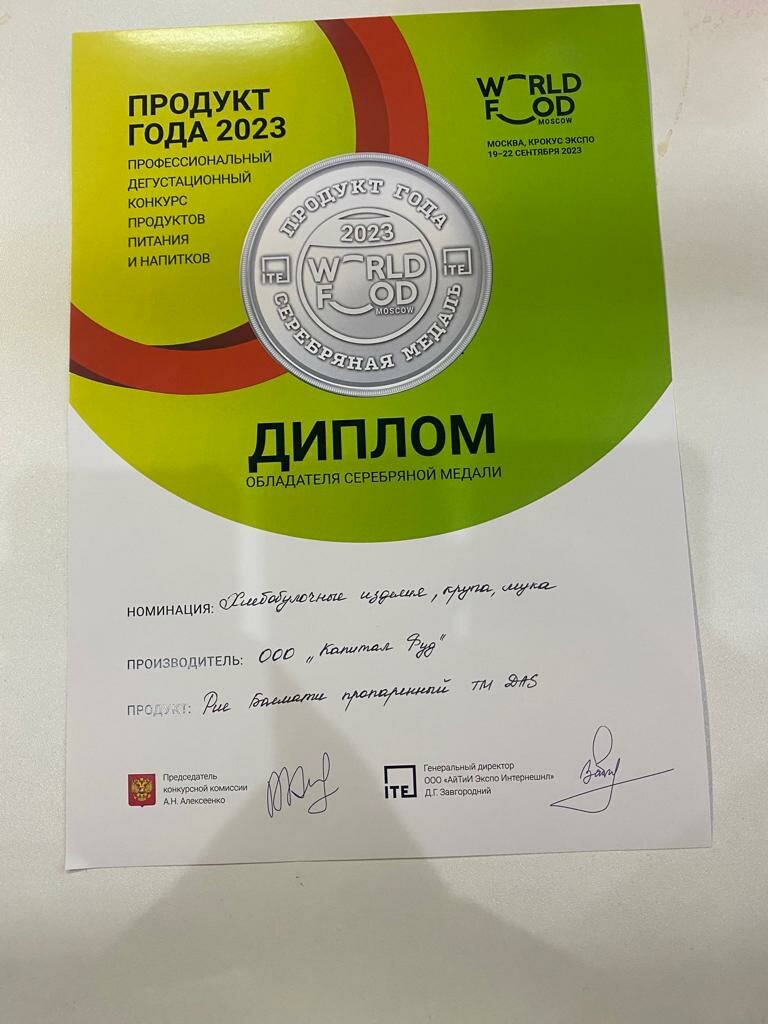 ПРОДУКТ
ГОДА 2023
ПРОФЕССИОНАЛЬНЫЙ
ДЕГУСТАЦИОННЫЙ
КОНКУРС
ПРОДУКТОВ
ПИТАНИЯ
И НАПИТКОВ
WORLD
FOOD
MOSCOW
МОСКВА, КРОКУС ЭКСПО
19–22 СЕНТЯБРЯ 2023
ПРОДУКТ ГОДА
2023
ITE
WORLD
FOOD
MOSCOW
ITE
СЕРЕБРЯНАЯ МЕДАЛЬ
ДИПЛОМ
ОБЛАДАТЕЛЯ СЕРЕБРЯНОЙ МЕДАЛИ
НОМИНАЦИЯ: Хлебобулочные изделия, крупа, мука
ПРОИЗВОДИТЕЛЬ: ООО „Капитал Фуд"
ПРОДУКТ: Рис Басмати пропаренный ТМ DAS
Председатель
конкурсной комиссии
А.Н. Алексеенко
ITE
Генеральный директор
ООО «АйТиИ Экспо Интернешнл»
Д.Г. Завгородний